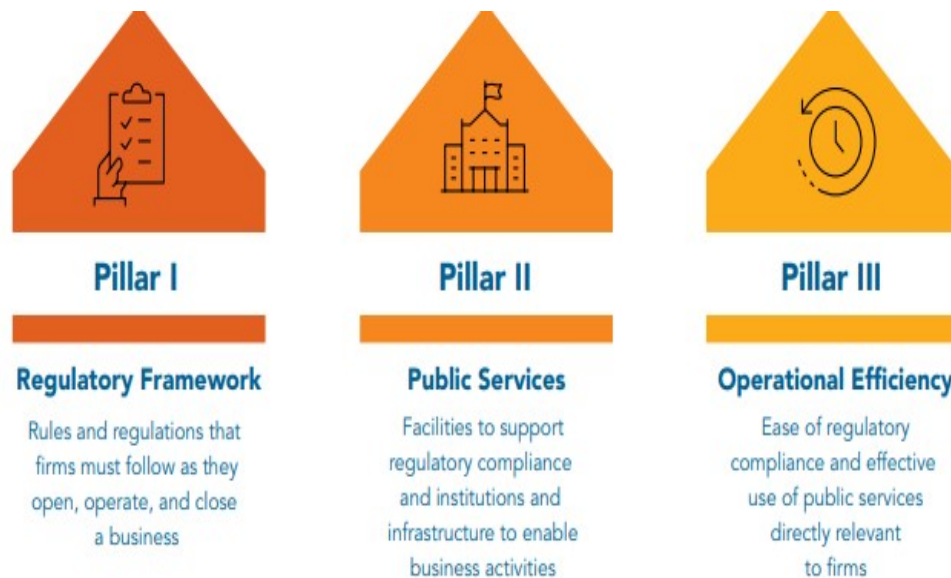 Pillar I
Regulatory Framework
Rules and regulations that
firms must follow as they
open, operate, and close
a business
Pillar II
Public Services
Facilities to support
regulatory compliance
and institutions and
infrastructure to enable
business activities
Pillar III
Operational Efficiency
Ease of regulatory
compliance and effective
use of public services
directly relevant
to firms